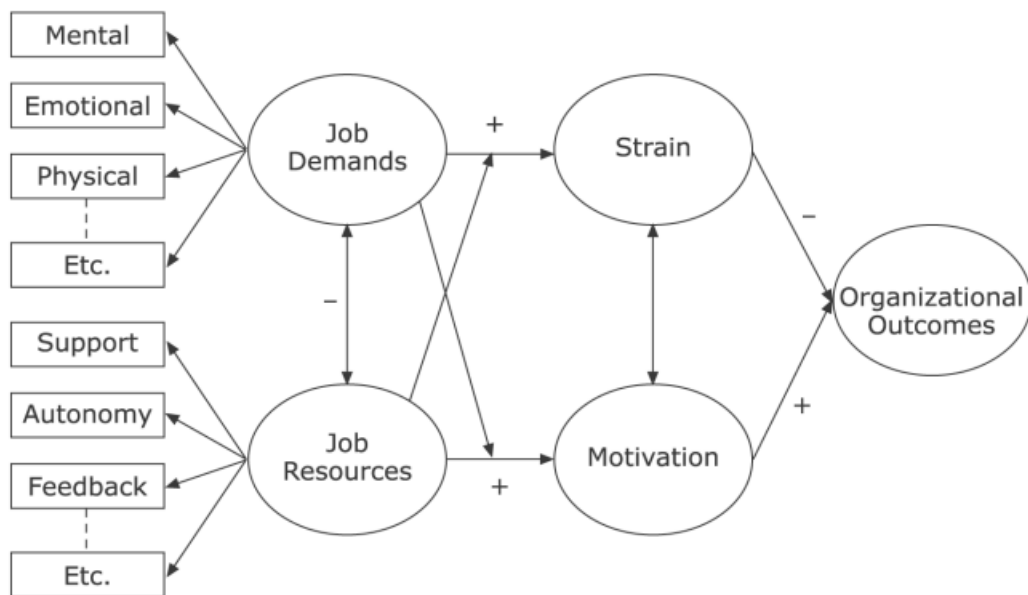 Mental
Emotional
Physical
Etc.
Support
Autonomy
Feedback
Etc.
Job
Demands
–
Job
Resources
+
+
Strain
Motivation
–
+
Organizational
Outcomes